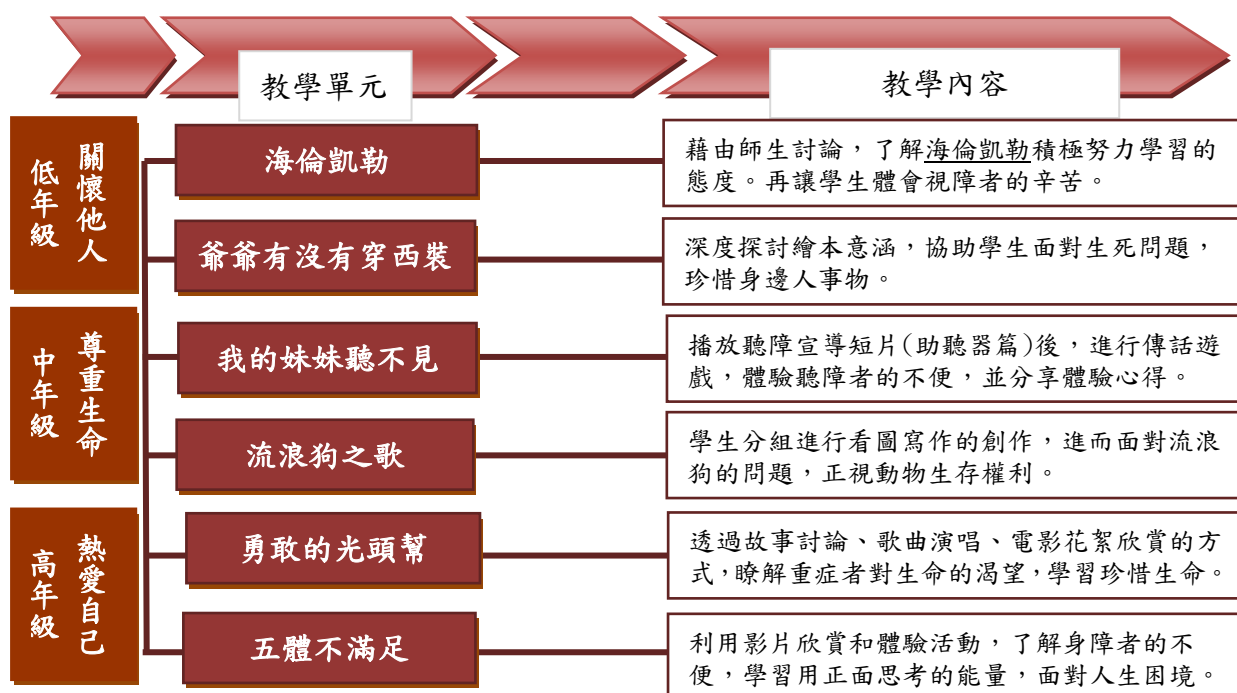 教學單元
教學內容
關懷他人
低年級
海倫凱勒
藉由師生討論，了解海倫凱勒積極努力學習的
態度。再讓學生體會視障者的辛苦。
爺爺有沒有穿西裝
深度探討繪本意涵，協助學生面對生死問題，
珍惜身邊人事物。
尊重生命
中年級
我的妹妹聽不見
播放聽障宣導短片(助聽器篇)後，進行傳話遊
戲，體驗聽障者的不便，並分享體驗心得。
流浪狗之歌
學生分組進行看圖寫作的創作，進而面對流浪
狗的問題，正視動物生存權利。
熱愛自己
高年級
勇敢的光頭幫
透過故事討論、歌曲演唱、電影花絮欣賞的方
式，瞭解重症者對生命的渴望，學習珍惜生命。
五體不滿足
利用影片欣賞和體驗活動，了解身障者的不
便，學習用正面思考的能量，面對人生困境。